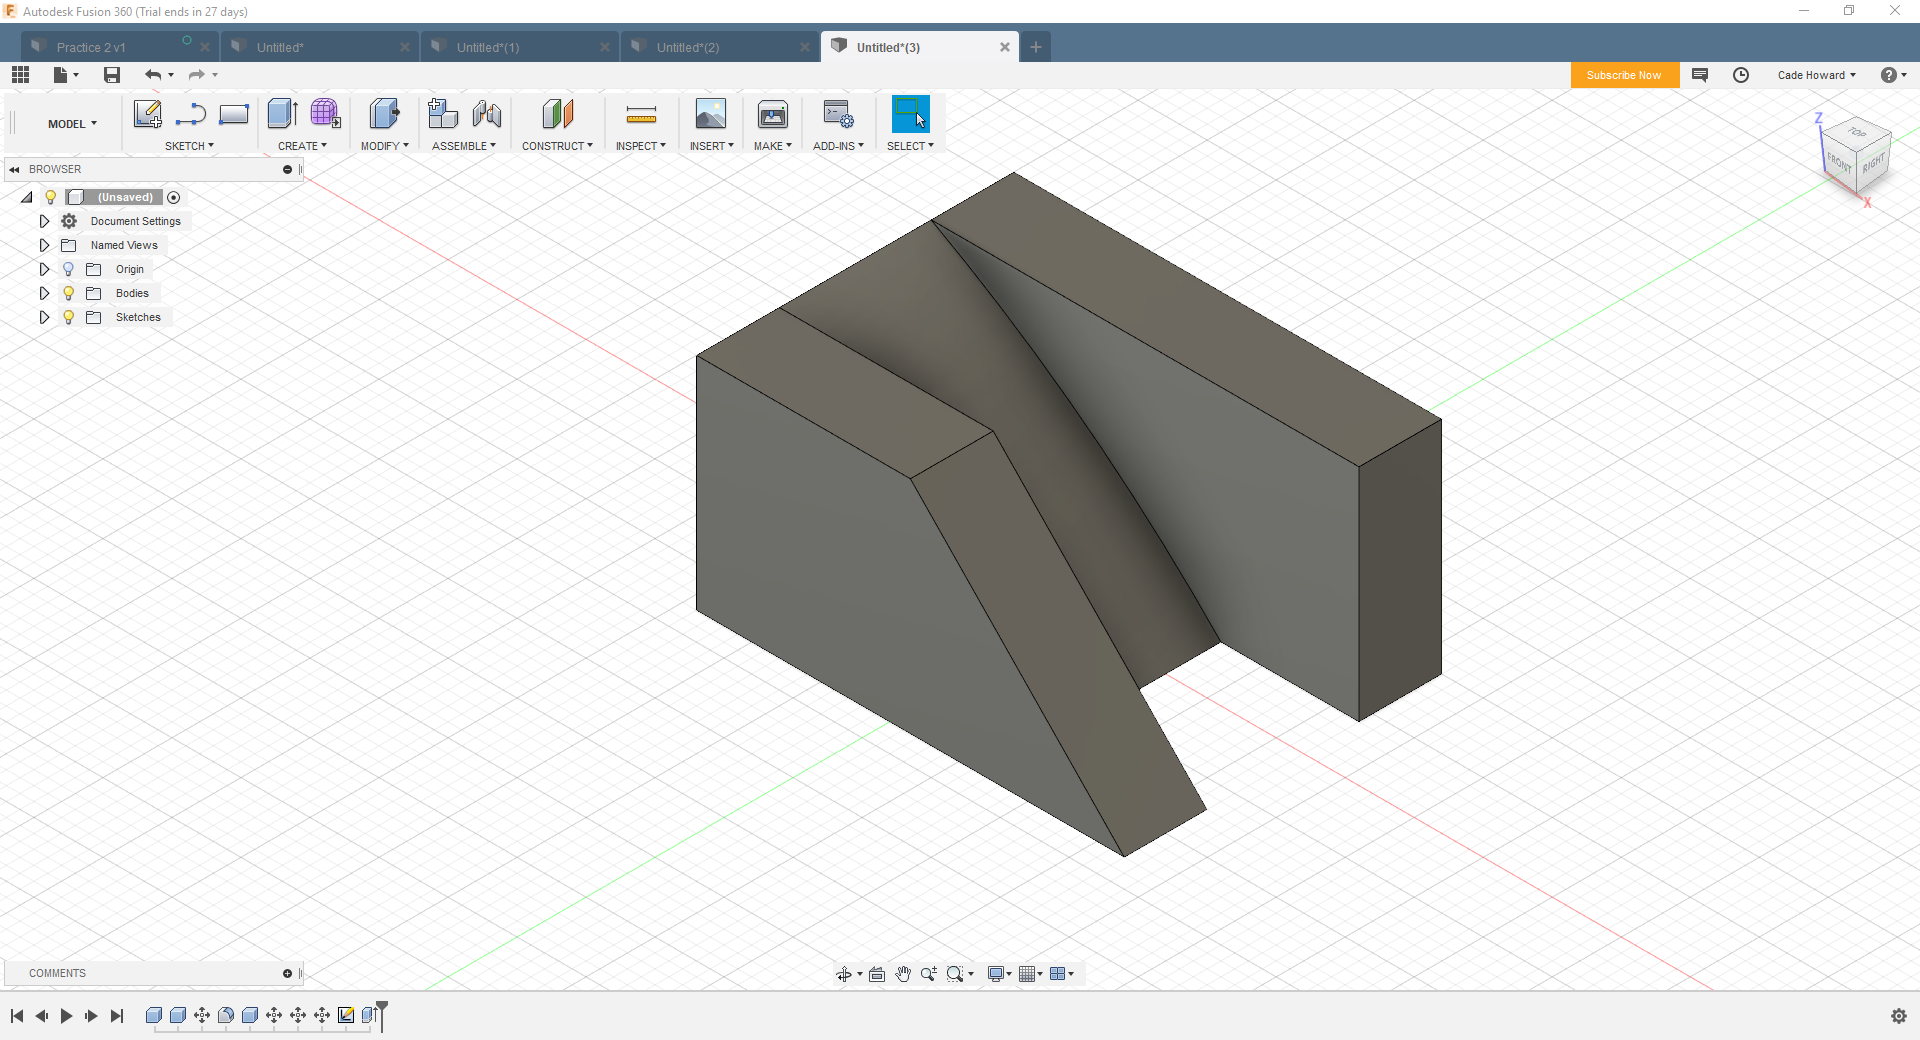 Autodesk Fusion 360 (Trial ends in 27 days)
Practice 2 v1
Untitled*
Untitled*(1)
Untitled*(2)
Untitled*(3)
Subscribe Now
Cade Howard
MODEL
SKETCH
CREATE
MODIFY
ASSEMBLE
CONSTRUCT
INSPECT
INSERT
MAKE
ADD-INS
SELECT
BROWSER
(Unsaved)
Document Settings
Named Views
Origin
Bodies
Sketches
Z
TOP
FRONT
RIGHT
X
COMMENTS